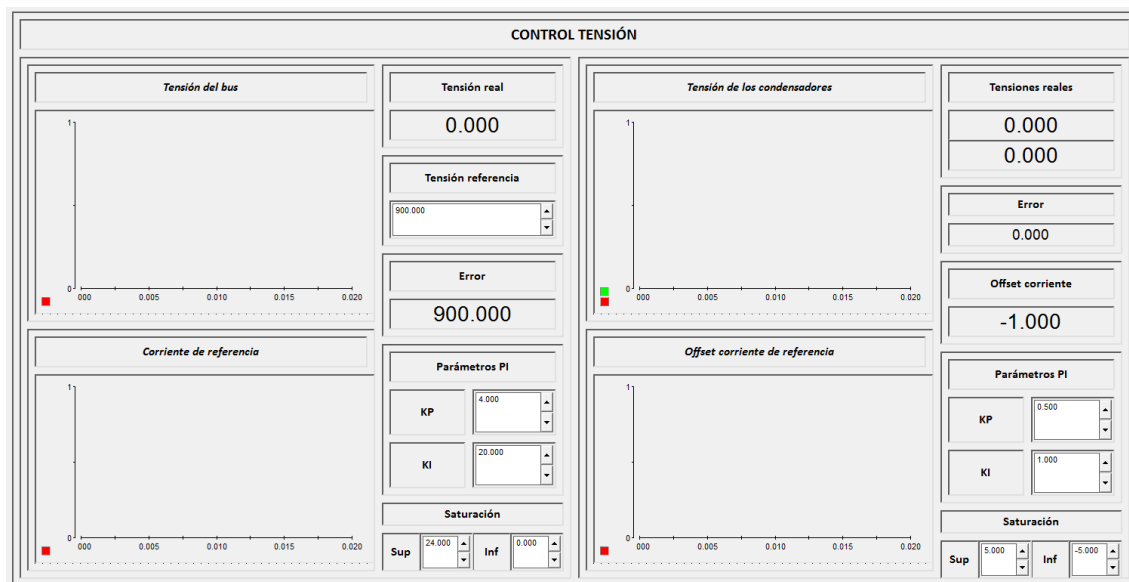 CONTROL TENSIÓN
Tensión del bus
1
0
000 0.005 0.010 0.015 0.020
Tensión real
0.000
Tensión referencia
900.000
Error
900.000
Corriente de referencia
1
0
000 0.005 0.010 0.015 0.020
Parámetros PI
KP 4.000
KI 20.000
Saturación
Sup 24.000 Inf 0.000
Tensión de los condensadores
1
0
000 0.005 0.010 0.015 0.020
Tensiones reales
0.000
0.000
Error
0.000
Offset corriente
-1.000
Offset corriente de referencia
1
0
000 0.005 0.010 0.015 0.020
Parámetros PI
KP 0.500
KI 1.000
Saturación
Sup 5.000 Inf -5.000